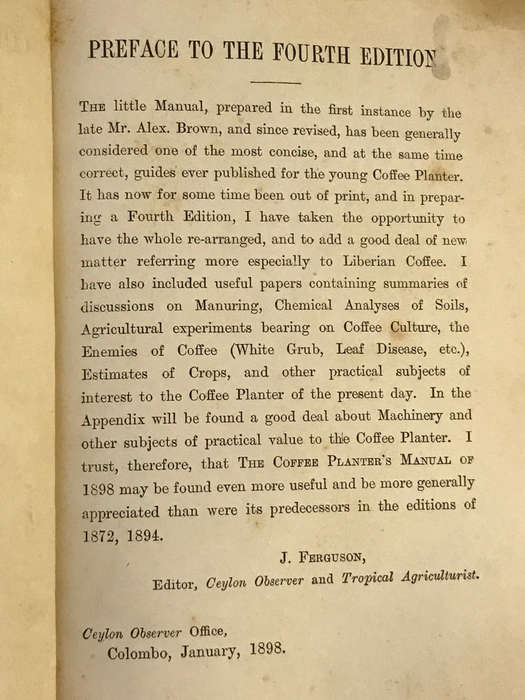 PREFACE TO THE FOURTH EDITION
THE little Manual, prepared in the first instance by the
late Mr. Alex. Brown, and since revised, has been generally
considered one of the most concise, and at the same time
correct, guides ever published for the young Coffee Planter.
It has now for some time been out of print, and in prepar-
ing a Fourth Edition, I have taken the opportunity to
have the whole re-arranged, and to add a good deal of new
matter referring more especially to Liberian Coffee. I
have also included useful papers containing summaries of
discussions on Manuring, Chemical Analyses of Soils,
Agricultural experiments bearing on Coffee Culture, the
Enemies of Coffee (White Grub, Leaf Disease, etc.),
Estimates of Crops, and other practical subjects of
interest to the Coffee Planter of the present day. In the
Appendix will be found a good deal about Machinery and
other subjects of practical value to the Coffee Planter. I
trust, therefore, that THE COFFEE PLANTER'S MANUAL OF
1898 may be found even more useful and be more generally
appreciated than were its predecessors in the editions of
1872, 1894.
J. FERGUSON,
Editor, Ceylon Observer and Tropical Agriculturist.
Ceylon Observer Office,
Colombo, January, 1898.